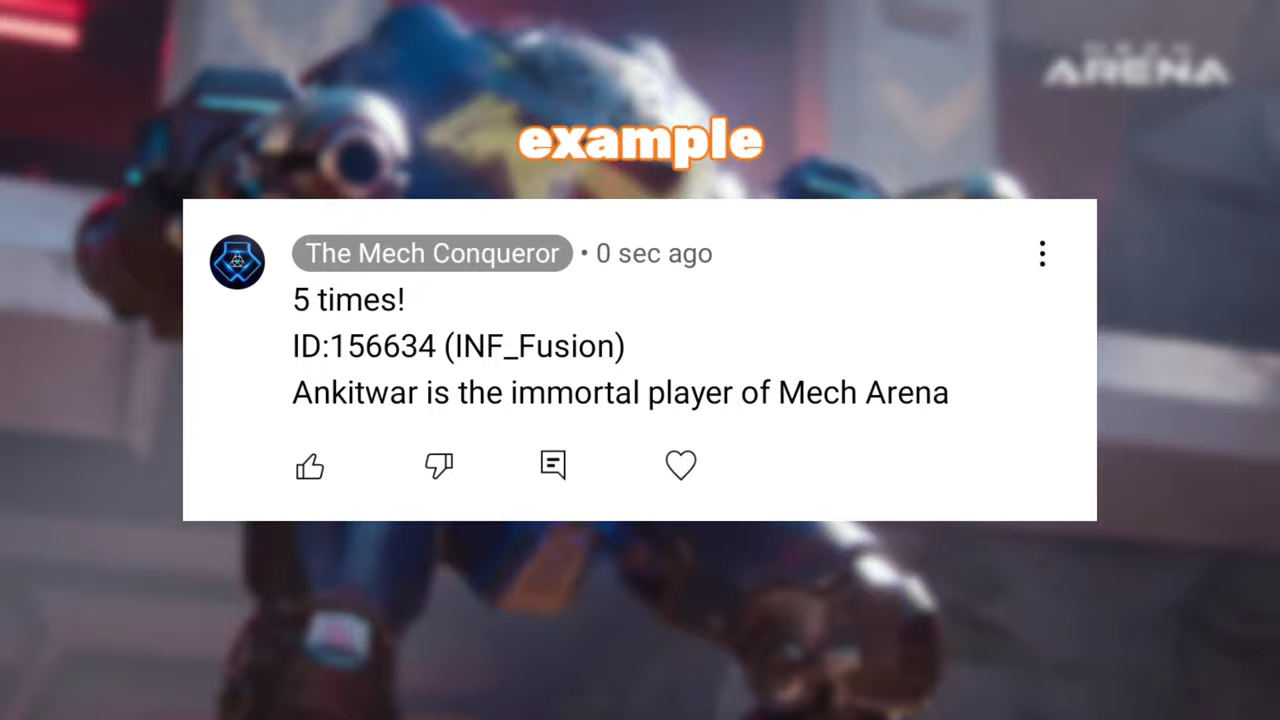 ARENA
example
The Mech Conqueror • 0 sec ago
5 times!
ID:156634 (INF_Fusion)
Ankitwar is the immortal player of Mech Arena